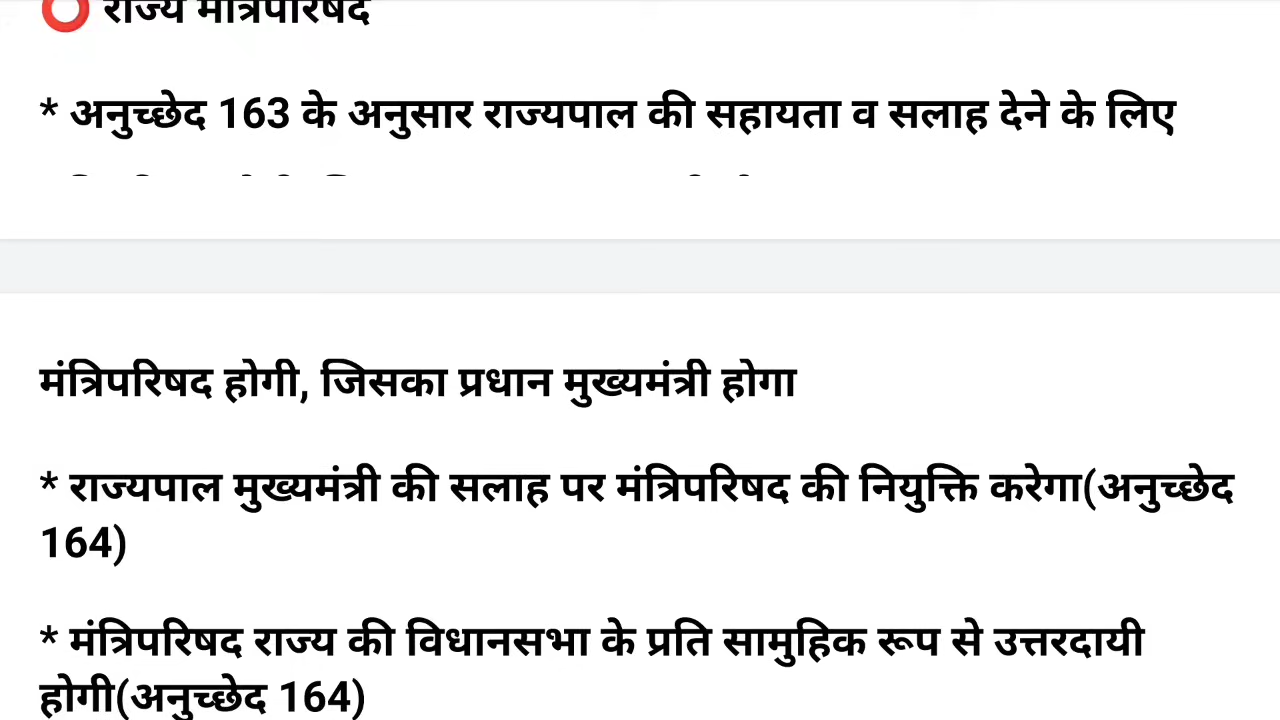 ⭕ राज्य मंत्रिपरिषद
* अनुच्छेद 163 के अनुसार राज्यपाल की सहायता व सलाह देने के लिए
मंत्रिपरिषद होगी, जिसका प्रधान मुख्यमंत्री होगा
* राज्यपाल मुख्यमंत्री की सलाह पर मंत्रिपरिषद की नियुक्ति करेगा(अनुच्छेद
164)
* मंत्रिपरिषद राज्य की विधानसभा के प्रति सामुहिक रूप से उत्तरदायी
होगी(अनुच्छेद 164)